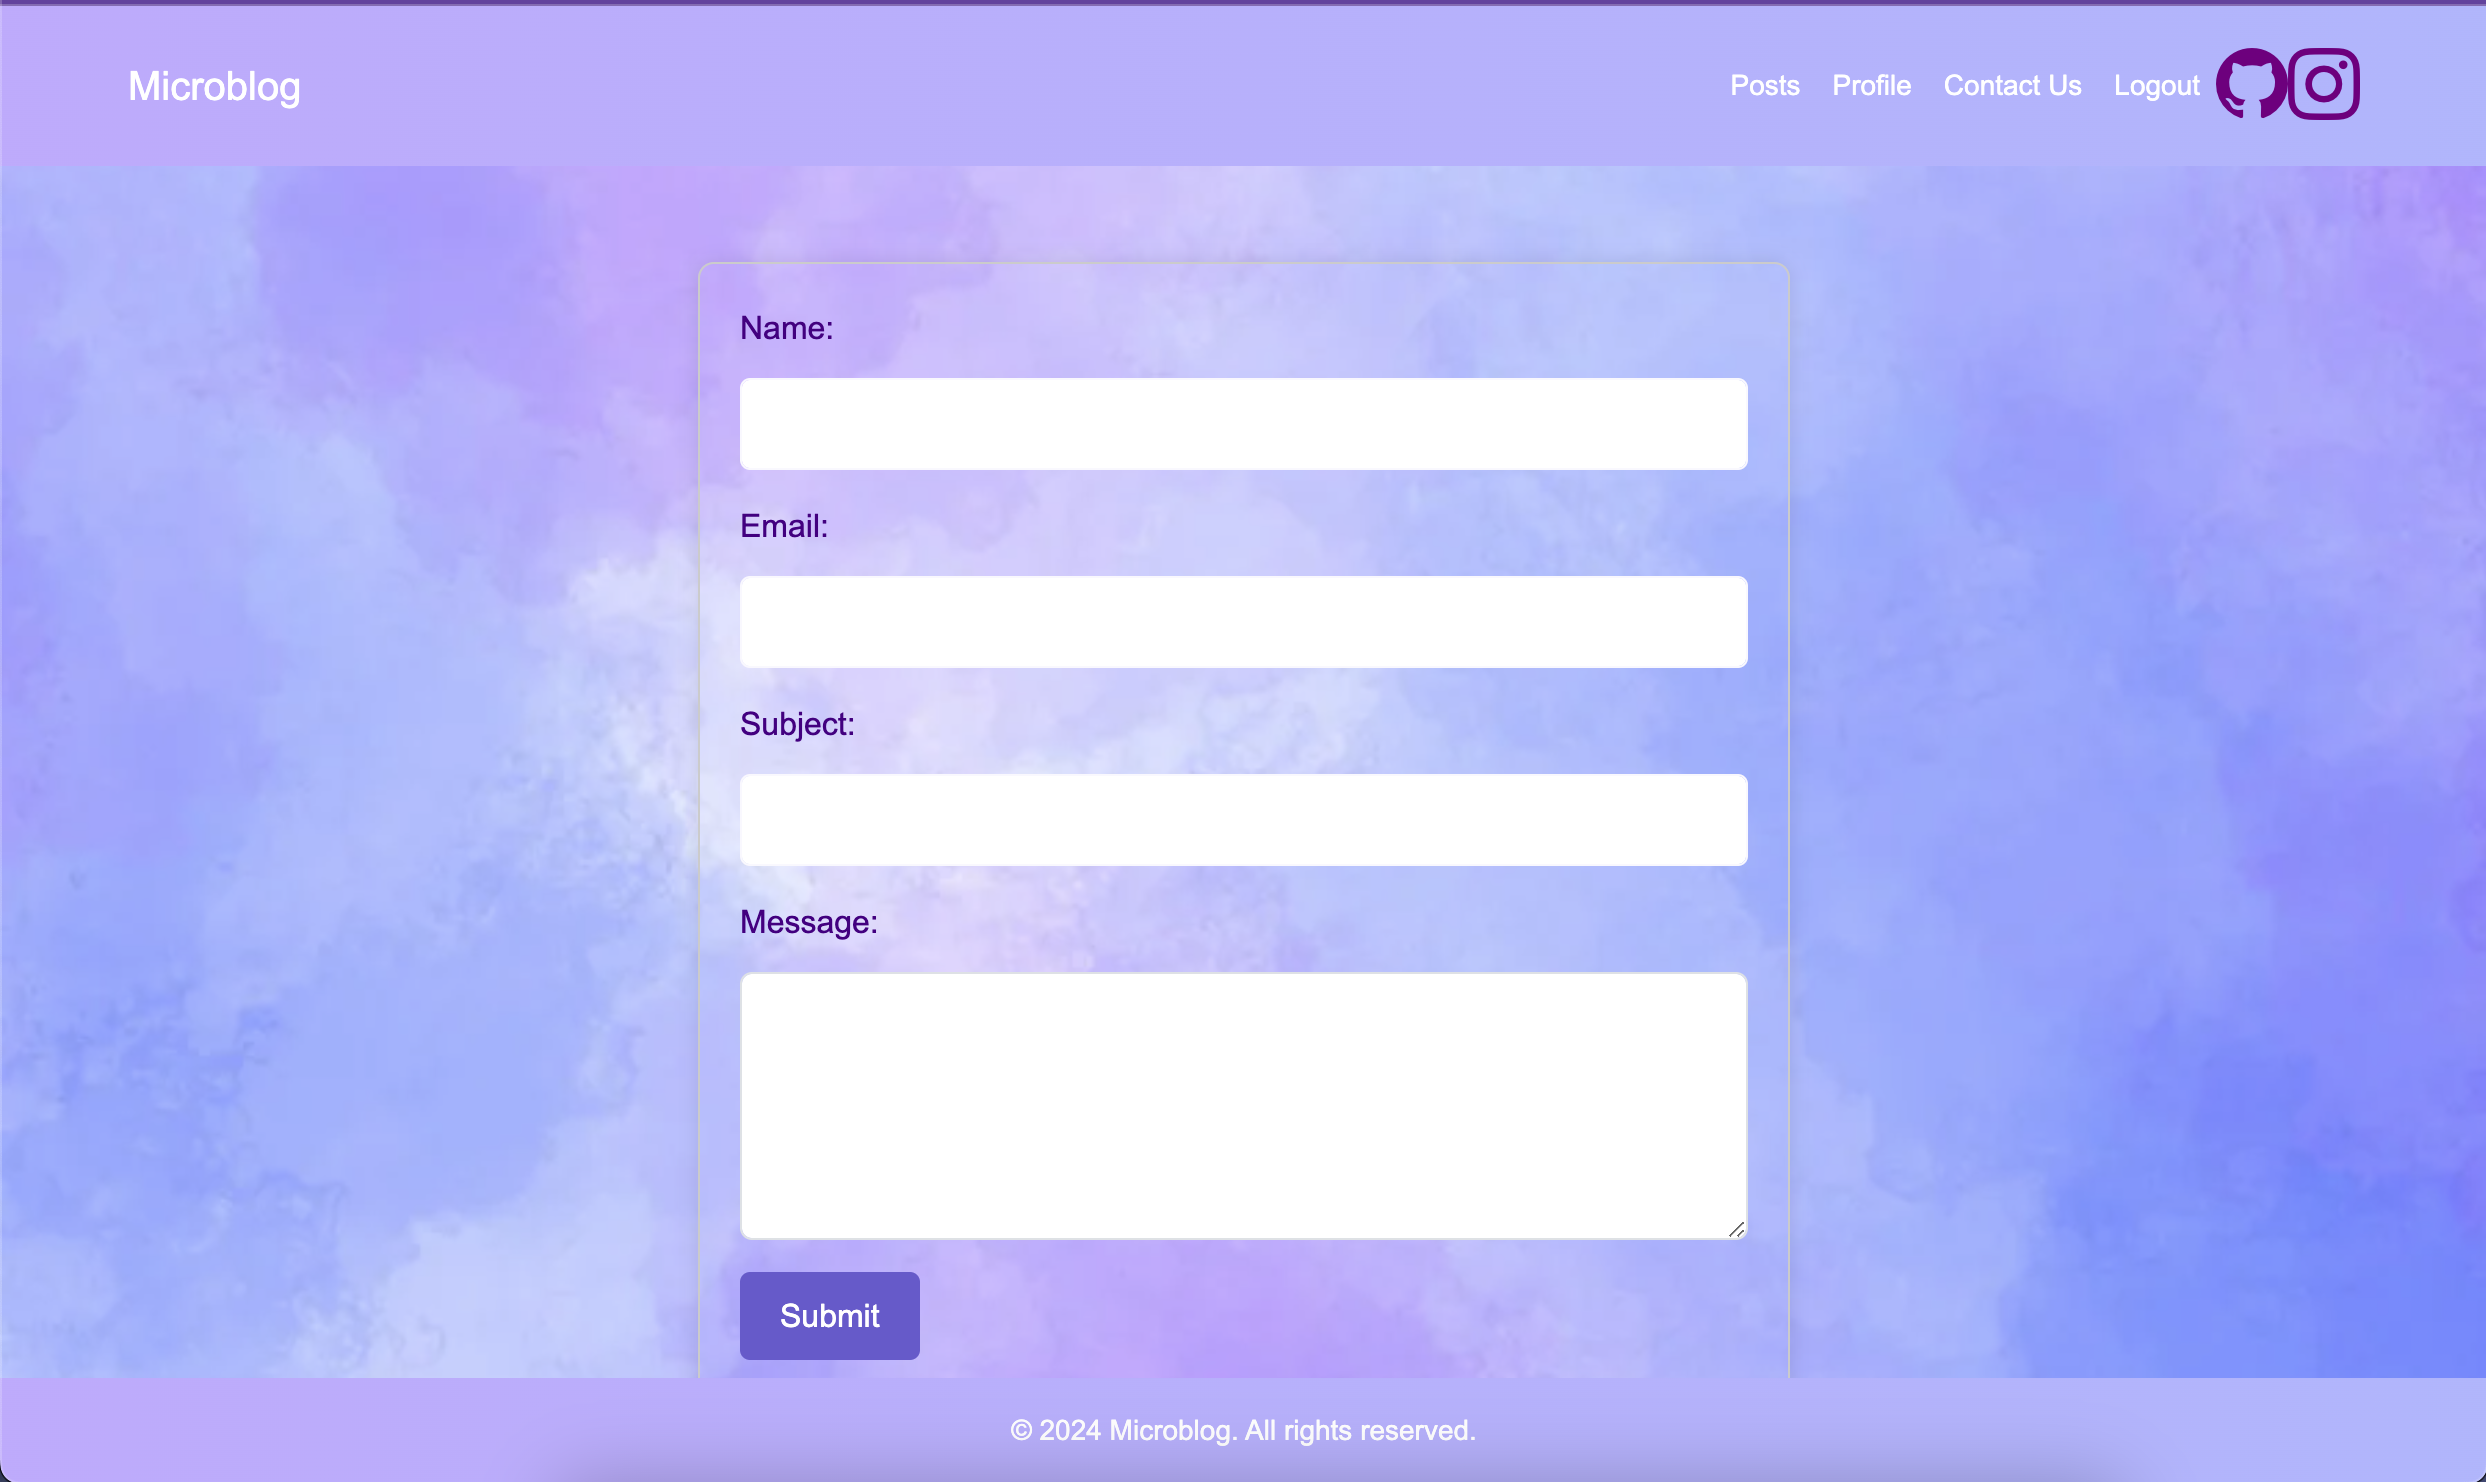 Microblog
Posts Profile Contact Us Logout
Name:
Email:
Subject:
Message:
Submit
© 2024 Microblog. All rights reserved.